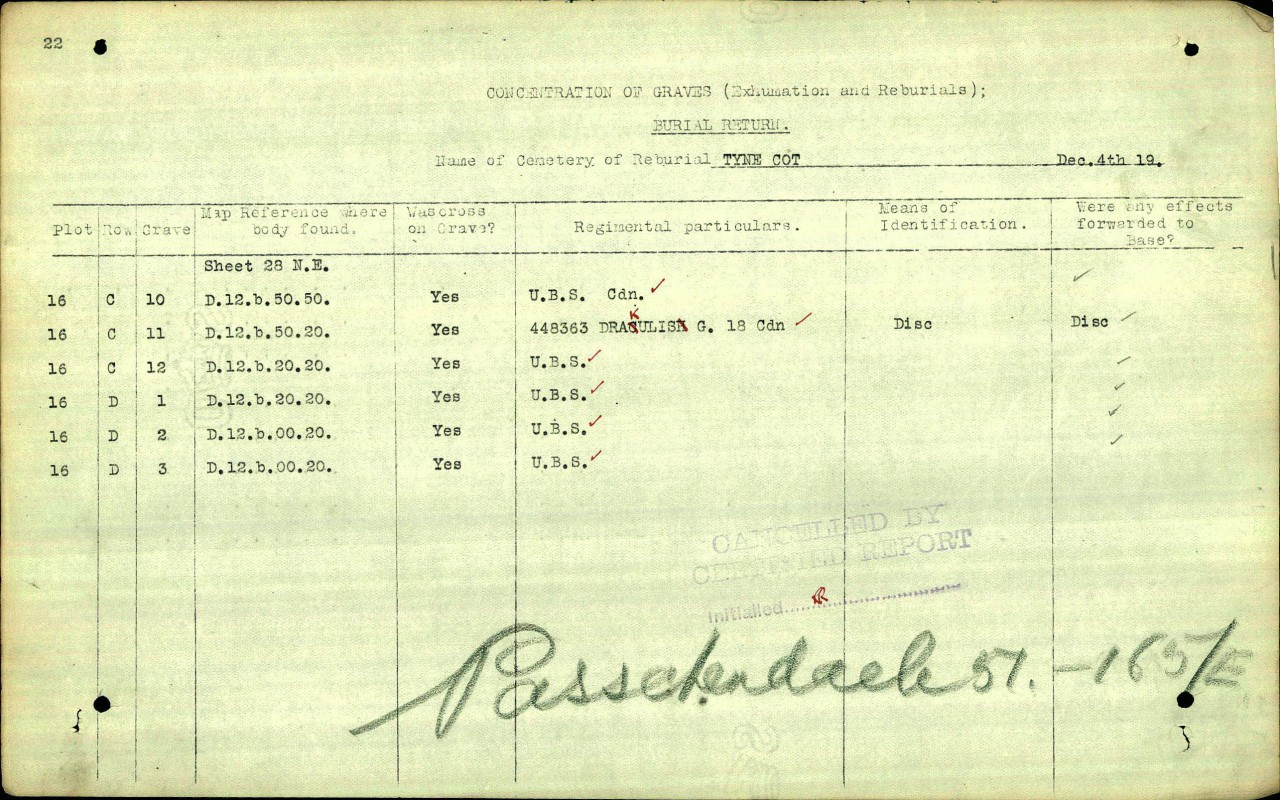 22
CONCENTRATION OF GRAVES (Exhumation and Reburials);
BURIAL RETURN.
Name of Cemetery of Reburial TYNE COT Dec.4th 19.
Plot Row Grave Map Reference where body found. Was cross on Grave? Regimental particulars. Means of Identification. Were any effects forwarded to Base?
Sheet 28 N.E.
16 C 10 D.12.b.50.50. Yes U.B.S. Cdn.
K
16 C 11 D.12.b.50.20. Yes 448363 DRACULISK G. 18 Cdn Disc Disc
16 C 12 D.12.b.20.20. Yes U.B.S.
16 D 1 D.12.b.20.20. Yes U.B.S.
16 D 2 D.12.b.00.20. Yes U.B.S.
16 D 3 D.12.b.00.20. Yes U.B.S.
CANCELLED BY
CERTIFIED REPORT
Initialled
Passchendaele 51. - 165/E